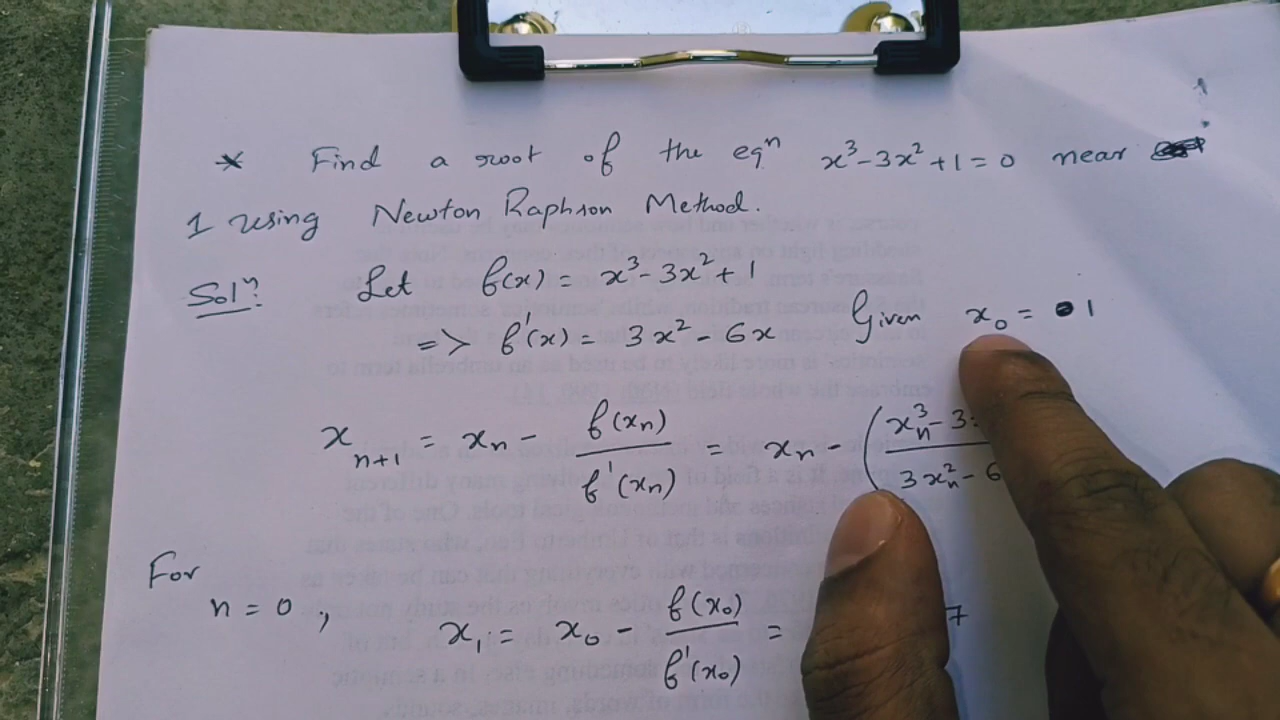 * Find a root of the eqⁿ x³-3x²+1=0 near
1 using Newton Raphson Method.
Solⁿ: Let f(x) = x³-3x²+1
=> f'(x) = 3x²-6x Given x₀ = 1
xₙ₊₁ = xₙ - f(xₙ)/f'(xₙ) = xₙ - (xₙ³-3 / 3xₙ²-6
For
n = 0, x₁ = x₀ - f(x₀)/f'(x₀) = 7